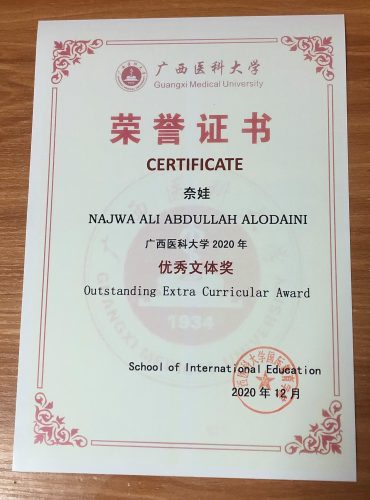 广西医科大学
Guangxi Medical University
荣誉证书
CERTIFICATE
奈娃
NAJWA ALI ABDULLAH ALODAINI
广西医科大学 2020 年
优秀文体奖
Outstanding Extra Curricular Award
1934
School of International Education
2020 年 12 月